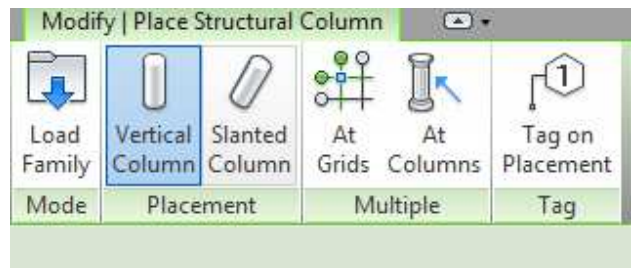 Modify | Place Structural Column
1
Load Family
Vertical Column
Slanted Column
At Grids
At Columns
Tag on Placement
Mode
Placement
Multiple
Tag